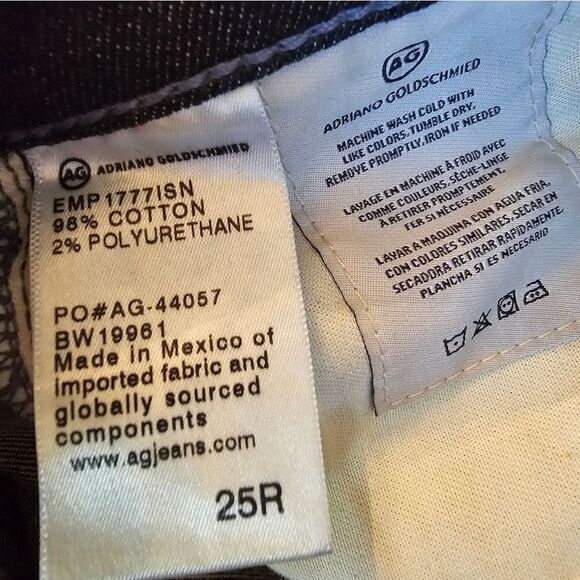 AG ADRIANO GOLDSCHMIED
EMP1777ISN
98% COTTON
2% POLYURETHANE
PO#AG-44057
BW19961
Made in Mexico of
imported fabric and
globally sourced
components
www.agjeans.com
25R
AG
ADRIANO GOLDSCHMIED
MACHINE WASH COLD WITH
LIKE COLORS. TUMBLE DRY.
REMOVE PROMPTLY. IRON IF NEEDED
LAVAGE EN MACHINE À FROID AVEC
COMME COULEURS. SÈCHE-LINGE
À RETIRER PROMPTEMENT.
FER SI NÉCESSAIRE
LAVAR A MAQUINA CON AGUA FRIA,
CON COLORES SIMILARES. SECAR EN
SECADORA RETIRAR RAPIDAMENTE.
PLANCHA SI ES NECESARIO